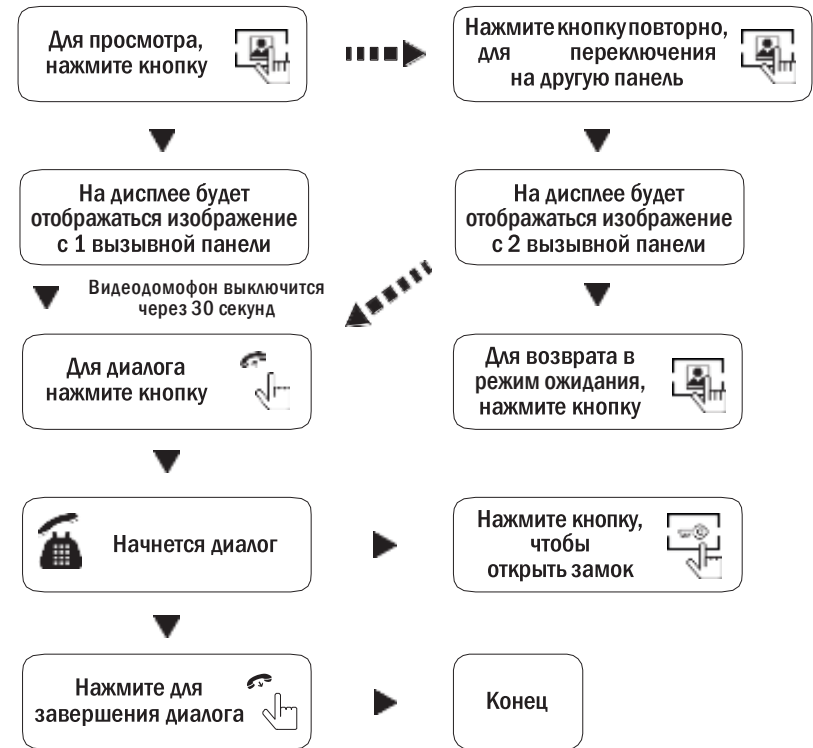 Для просмотра,
нажмите кнопку
Нажмите кнопку повторно,
для переключения
на другую панель
На дисплее будет
отображаться изображение
с 1 вызывной панели
На дисплее будет
отображаться изображение
с 2 вызывной панели
Видеодомофон выключится
через 30 секунд
Для диалога
нажмите кнопку
Для возврата в
режим ожидания,
нажмите кнопку
Начнется диалог
Нажмите кнопку,
чтобы
открыть замок
Нажмите для
завершения диалога
Конец